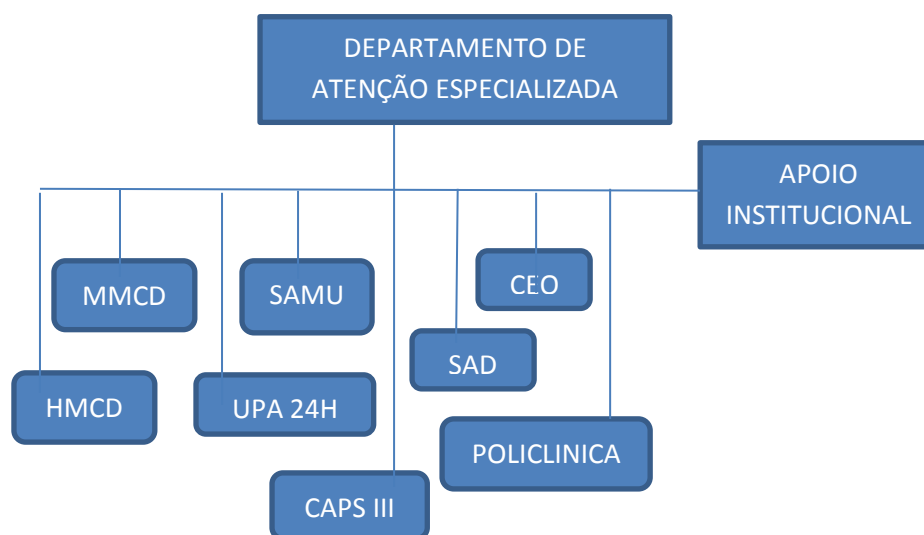 DEPARTAMENTO DE
ATENÇÃO ESPECIALIZADA
APOIO
INSTITUCIONAL
MMCD
SAMU
CEO
SAD
HMCD
UPA 24H
POLICLINICA
CAPS III